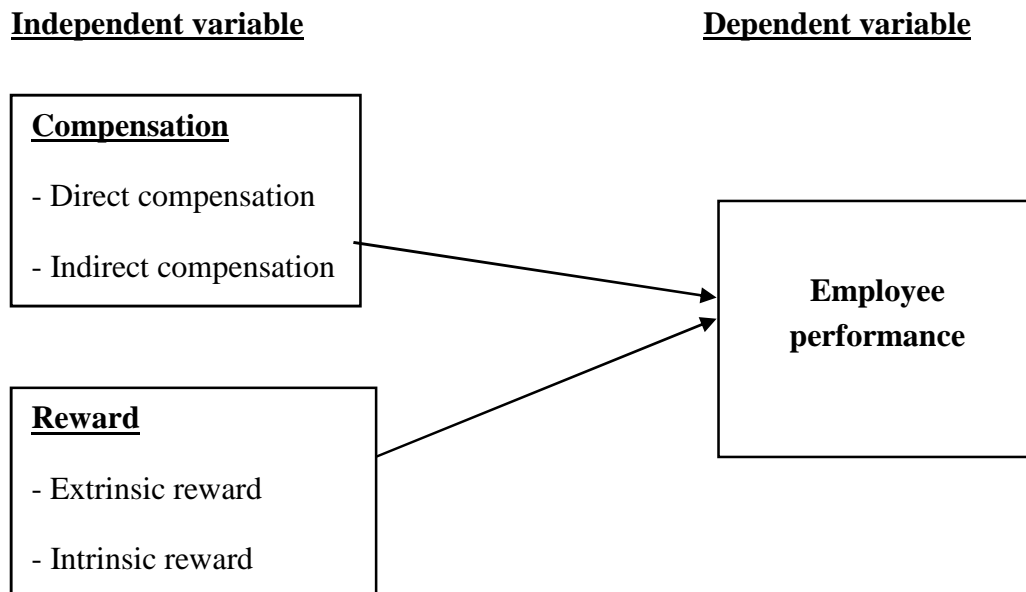 Independent variable
Dependent variable
Compensation
- Direct compensation
- Indirect compensation
Employee
performance
Reward
- Extrinsic reward
- Intrinsic reward